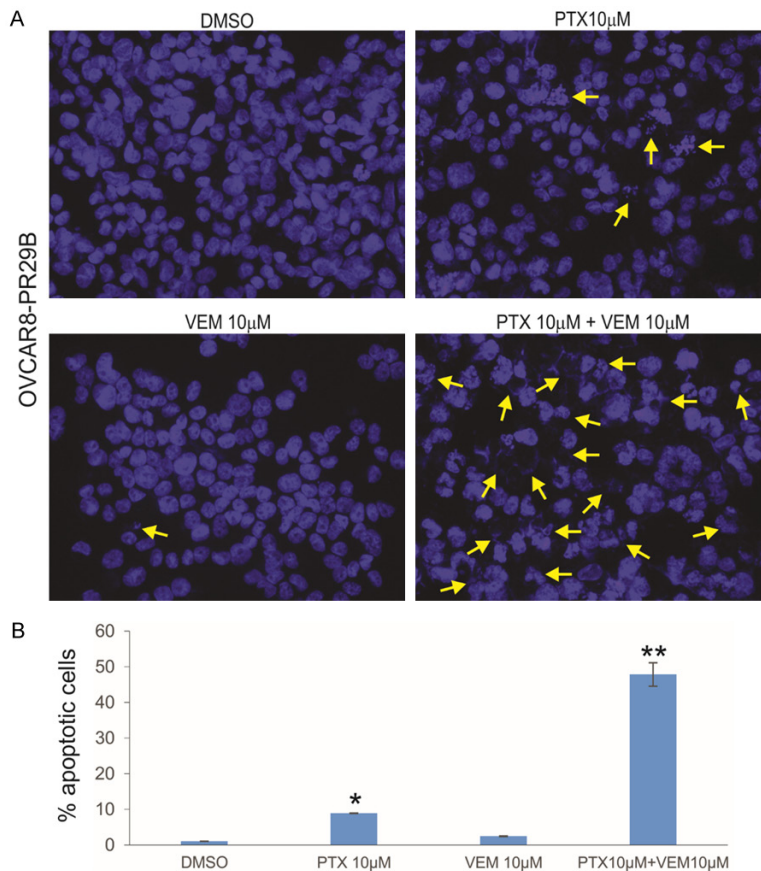 A
DMSO
PTX10µM
OVCAR8-PR29B
VEM 10µM
PTX 10µM + VEM 10µM
B
% apoptotic cells
60
50
40
30
20
10
0
*
**
DMSO
PTX 10µM
VEM 10µM
PTX10µM+VEM10µM